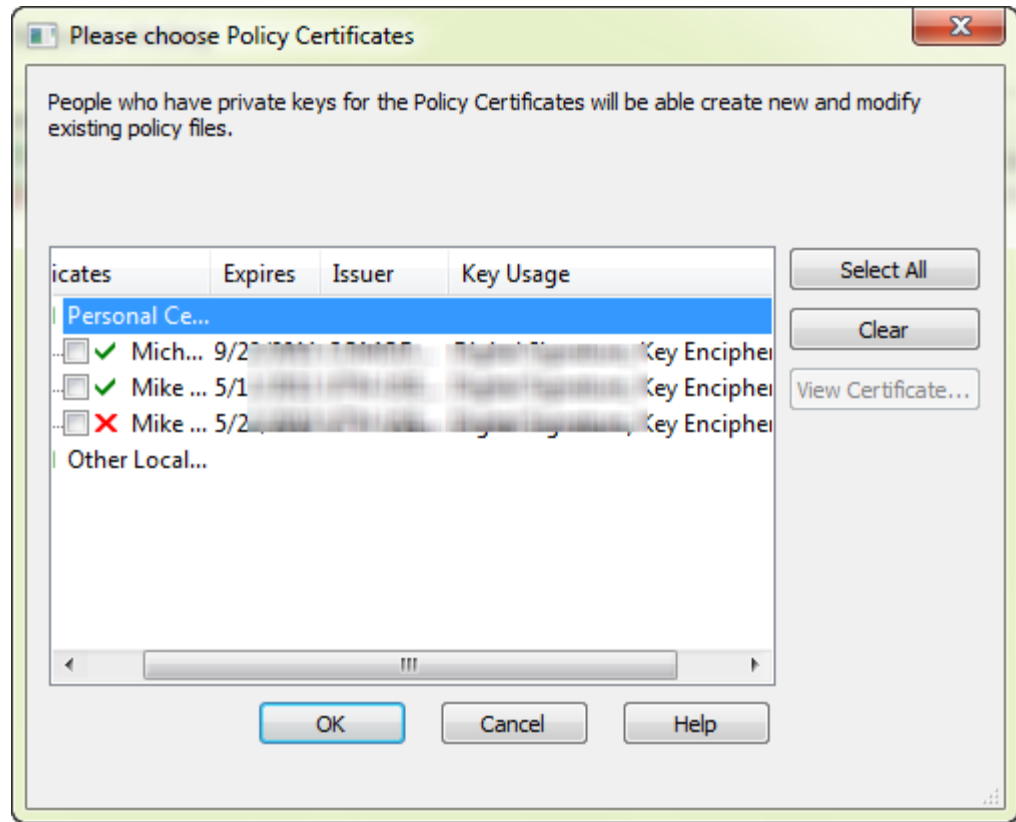 Please choose Policy Certificates
People who have private keys for the Policy Certificates will be able create new and modify
existing policy files.
icates Expires Issuer Key Usage
Select All
Personal Ce...
Clear
Mich... 9/2 Key Encipher
Mike ... 5/1 Key Encipher
View Certificate...
Mike ... 5/2 Key Encipher
Other Local...
OK Cancel Help